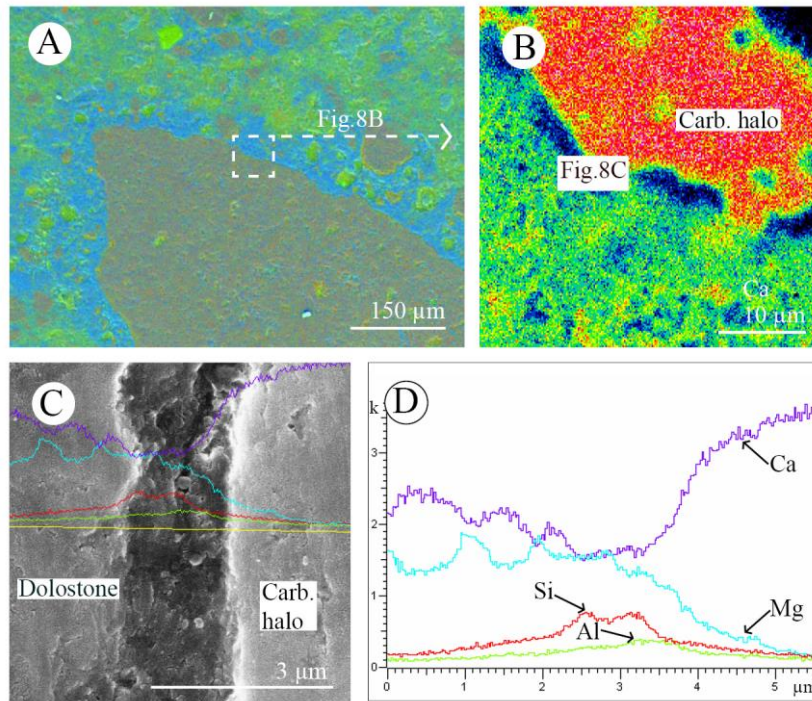 A
Fig.8B
150 µm
B
Carb. halo
Fig.8C
Ca
10 µm
C
Dolostone
Carb.
halo
3 µm
D
k
3
2
1
0
Ca
Si
Al
Mg
0 1 2 3 4 5 µm